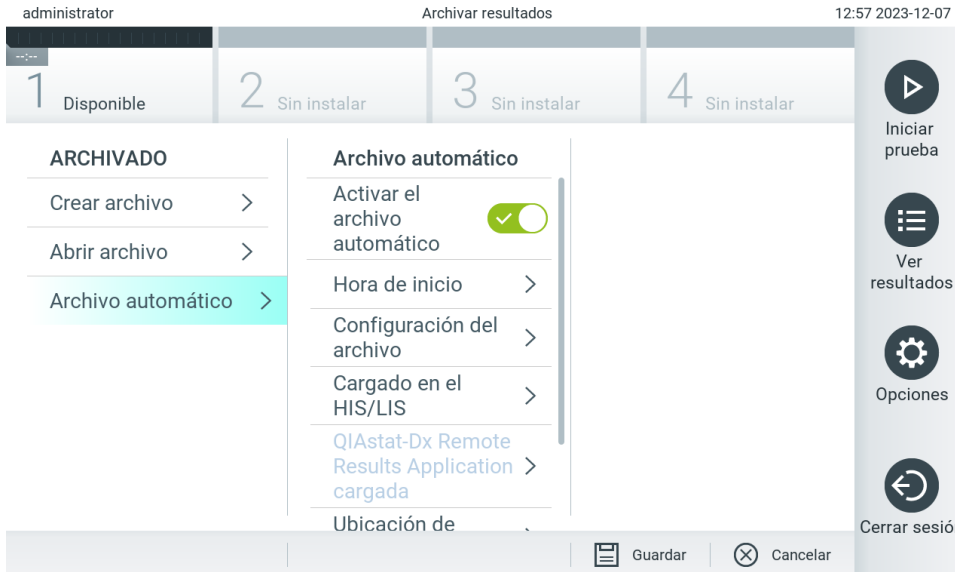 administrator
Archivar resultados
12:57 2023-12-07
--:--
1 Disponible
2 Sin instalar
3 Sin instalar
4 Sin instalar
ARCHIVADO
Crear archivo
Abrir archivo
Archivo automático
Archivo automático
Activar el
archivo
automático
Hora de inicio
Configuración del
archivo
Cargado en el
HIS/LIS
QIAstat-Dx Remote
Results Application
cargada
Ubicación de
Iniciar
prueba
Ver
resultados
Opciones
Cerrar sesió
Guardar
Cancelar